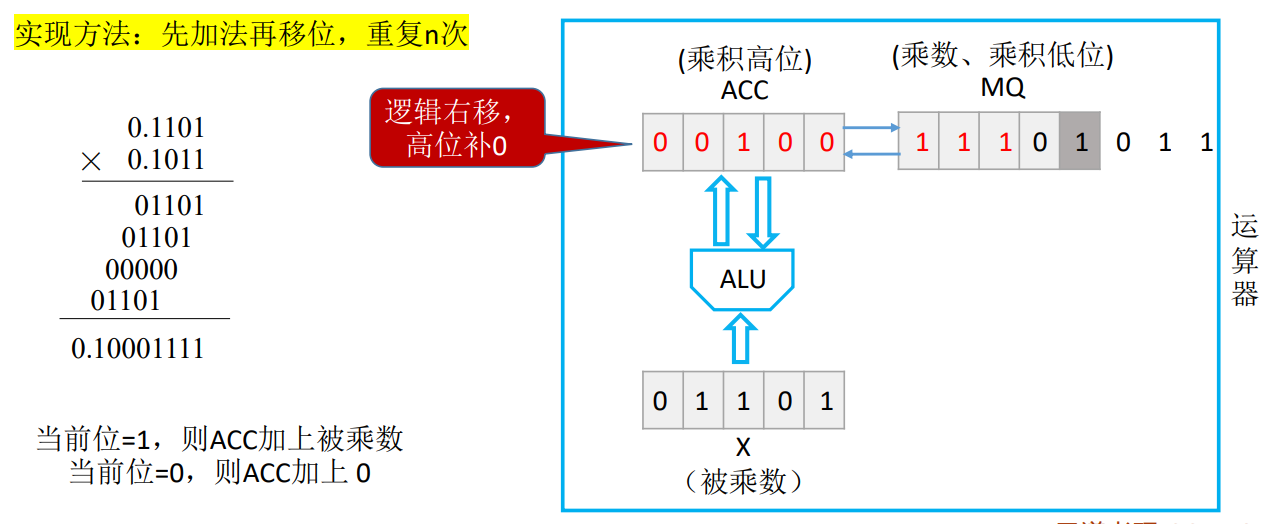 实现方法：先加法再移位，重复n次
0.1101
× 0.1011
01101
01101
00000
01101
0.10001111
当前位=1，则ACC加上被乘数
当前位=0，则ACC加上 0
逻辑右移，
高位补0
(乘积高位)
ACC
(乘数、乘积低位)
MQ
0 0 1 0 0
1 1 1 0 1 0 1 1
ALU
0 1 1 0 1
X
（被乘数）
运
算
器